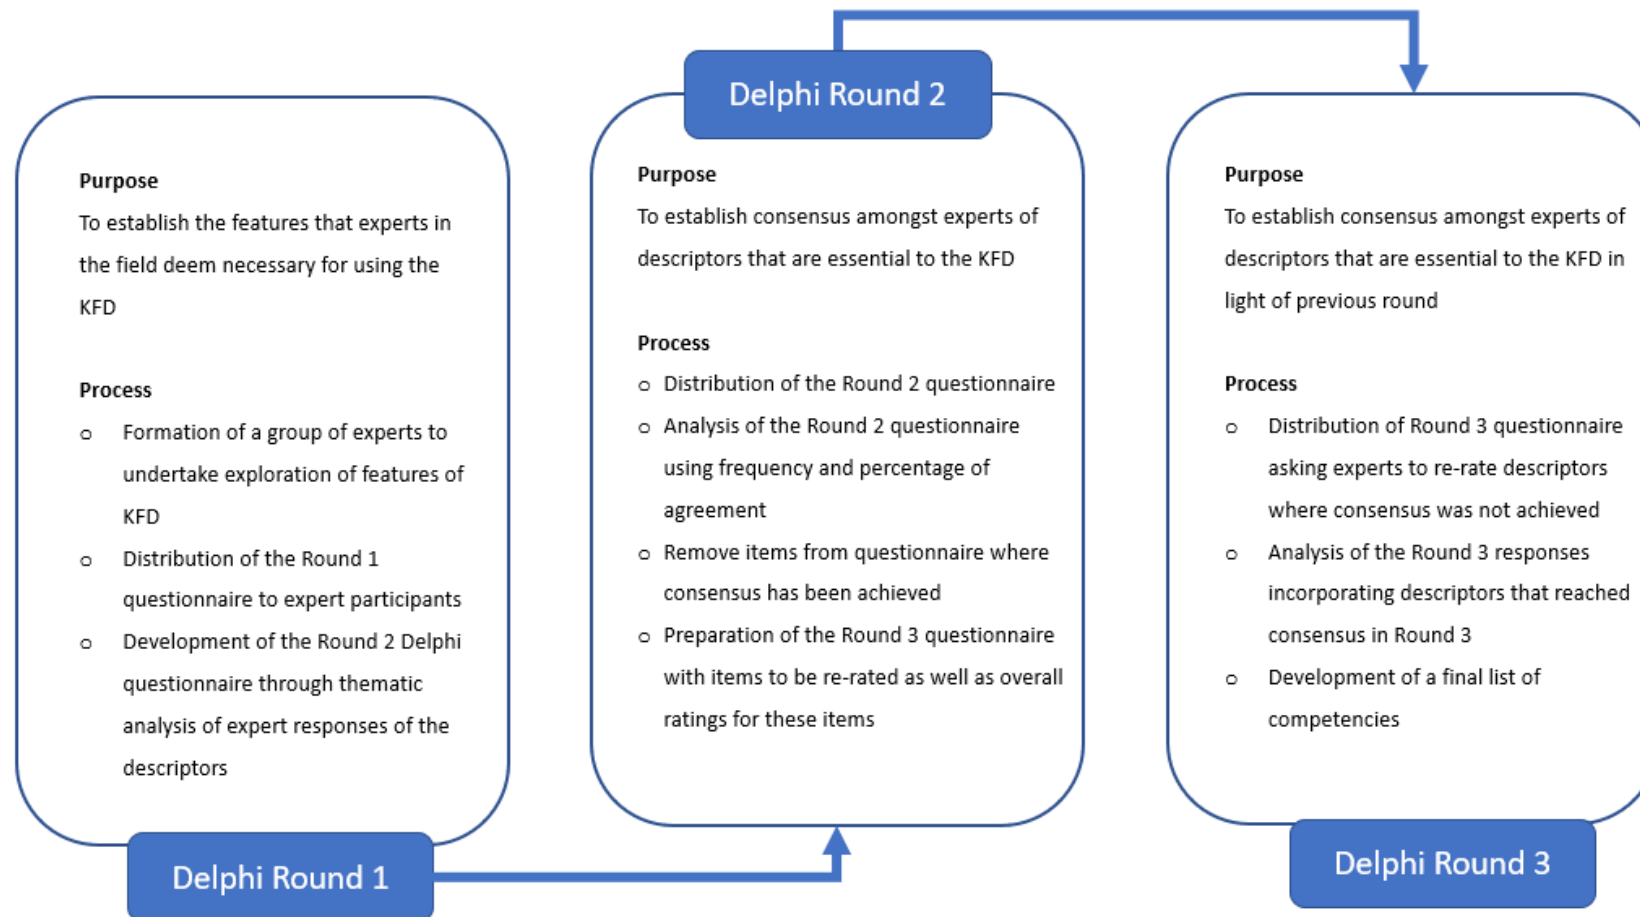 Delphi Round 1
Purpose
To establish the features that experts in
the field deem necessary for using the
KFD
Process
o Formation of a group of experts to
undertake exploration of features of
KFD
o Distribution of the Round 1
questionnaire to expert participants
o Development of the Round 2 Delphi
questionnaire through thematic
analysis of expert responses of the
descriptors
Delphi Round 2
Purpose
To establish consensus amongst experts of
descriptors that are essential to the KFD
Process
o Distribution of the Round 2 questionnaire
o Analysis of the Round 2 questionnaire
using frequency and percentage of
agreement
o Remove items from questionnaire where
consensus has been achieved
o Preparation of the Round 3 questionnaire
with items to be re-rated as well as overall
ratings for these items
Purpose
To establish consensus amongst experts of
descriptors that are essential to the KFD in
light of previous round
Process
o Distribution of Round 3 questionnaire
asking experts to re-rate descriptors
where consensus was not achieved
o Analysis of the Round 3 responses
incorporating descriptors that reached
consensus in Round 3
o Development of a final list of
competencies
Delphi Round 3